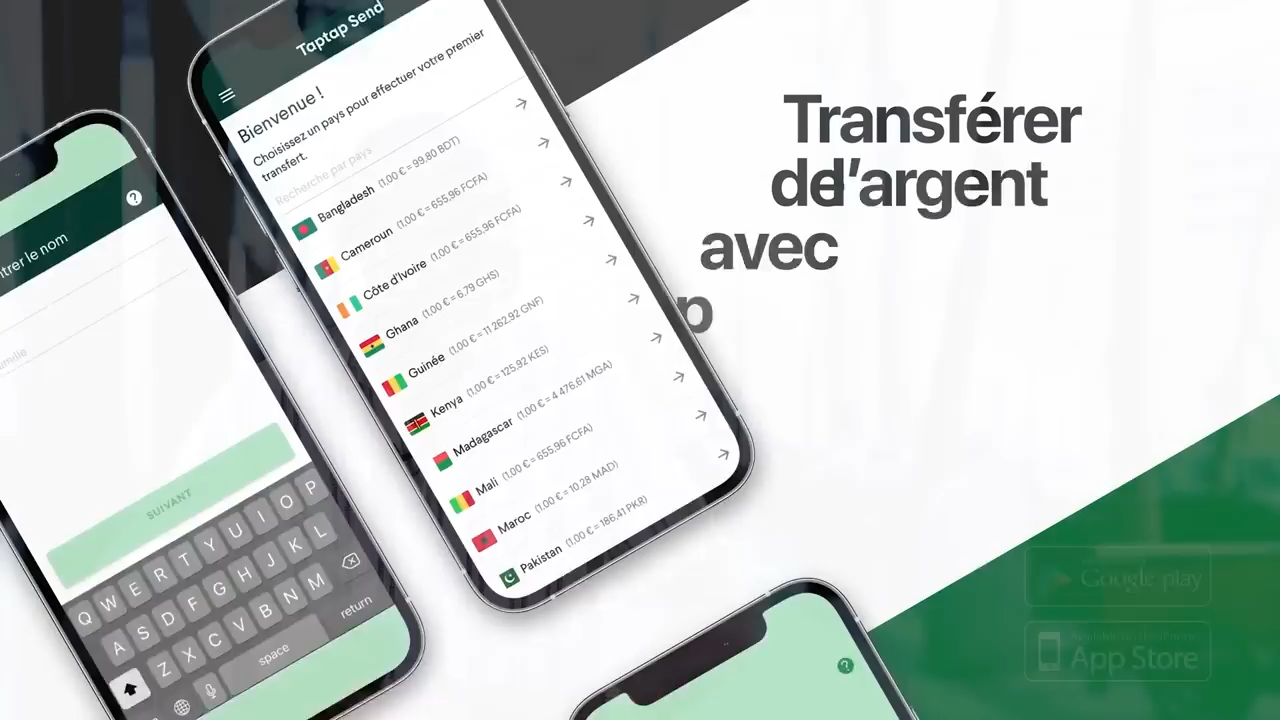 Taptap Send
Bienvenue !
Choisissez un pays pour effectuer votre premier
transfert.
Recherche par pays
Bangladesh (1,00 € = 99,80 BDT)
Cameroun (1,00 € = 655,96 FCFA)
Côte d'Ivoire (1,00 € = 655,96 FCFA)
Ghana (1,00 € = 6,79 GHS)
Guinée (1,00 € = 11 262,92 GNF)
Kenya (1,00 € = 125,92 KES)
Madagascar (1,00 € = 4 476,61 MGA)
Mali (1,00 € = 655,96 FCFA)
Maroc (1,00 € = 10,28 MAD)
Pakistan (1,00 € = 186,41 PKR)
trer le nom
SUIVANT
Q W E R T Y U I O P
A S D F G H J K L
Z X C V B N M
space
return
Transférer
d'argent
avec
p
Google play
App Store